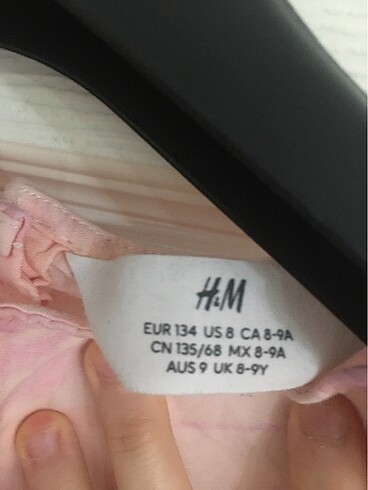 H&M
EUR 134 US 8 CA 8-9A
CN 135/68 MX 8-9A
AUS 9 UK 8-9Y